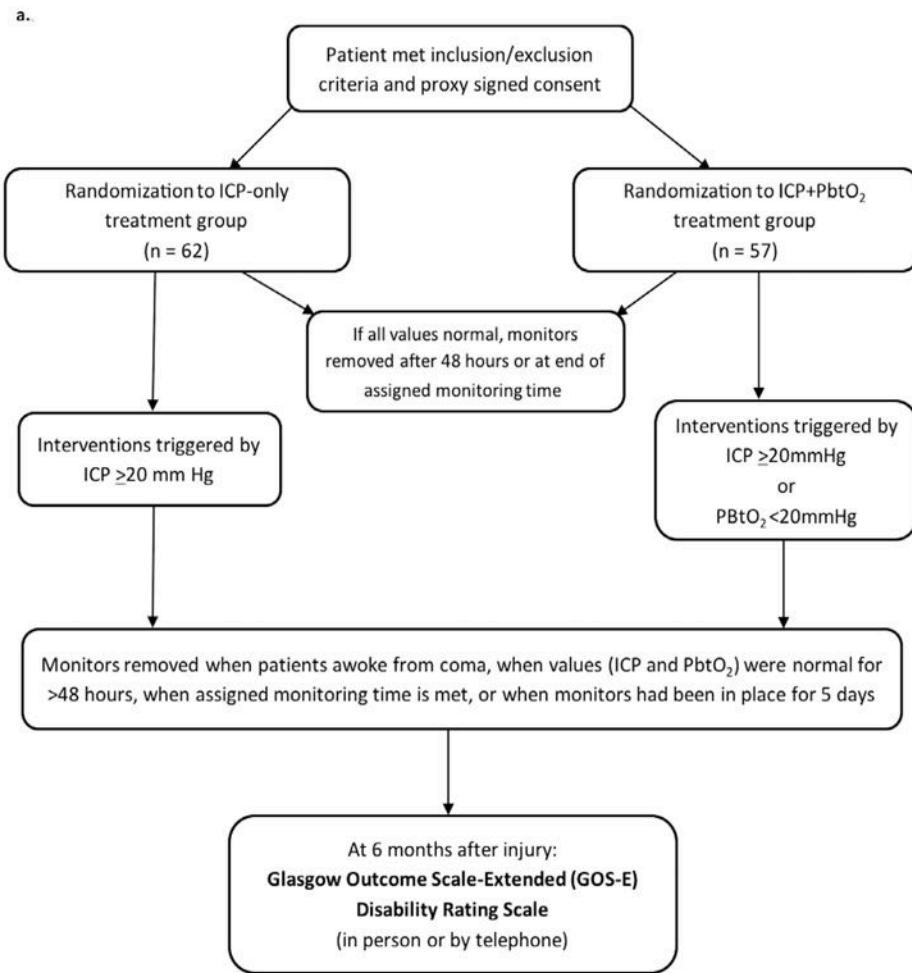 a.
Patient met inclusion/exclusion
criteria and proxy signed consent
Randomization to ICP-only
treatment group
(n = 62)
Randomization to ICP+PbtO₂
treatment group
(n = 57)
If all values normal, monitors
removed after 48 hours or at end of
assigned monitoring time
Interventions triggered by
ICP ≥20 mm Hg
Interventions triggered by
ICP ≥20mmHg
or
PBtO₂<20mmHg
Monitors removed when patients awoke from coma, when values (ICP and PbtO₂) were normal for
>48 hours, when assigned monitoring time is met, or when monitors had been in place for 5 days
At 6 months after injury:
Glasgow Outcome Scale-Extended (GOS-E)
Disability Rating Scale
(in person or by telephone)